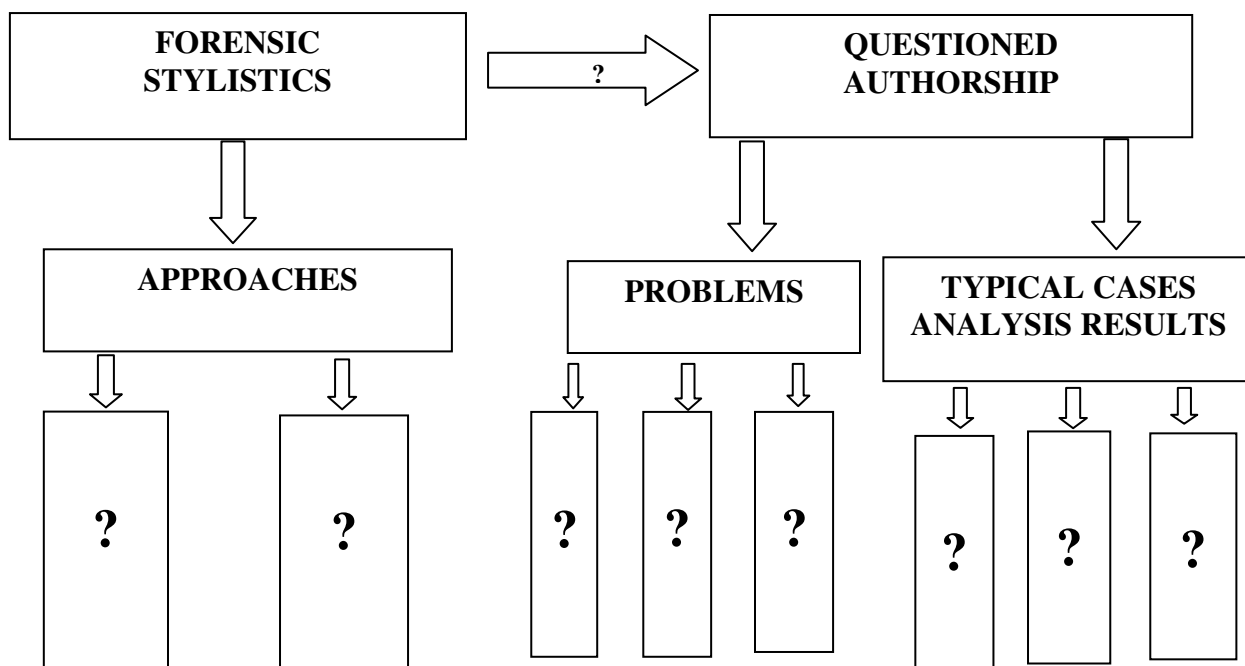 FORENSIC
STYLISTICS
?
QUESTIONED
AUTHORSHIP
APPROACHES
PROBLEMS
TYPICAL CASES
ANALYSIS RESULTS
?
?
?
?
?
?
?
?